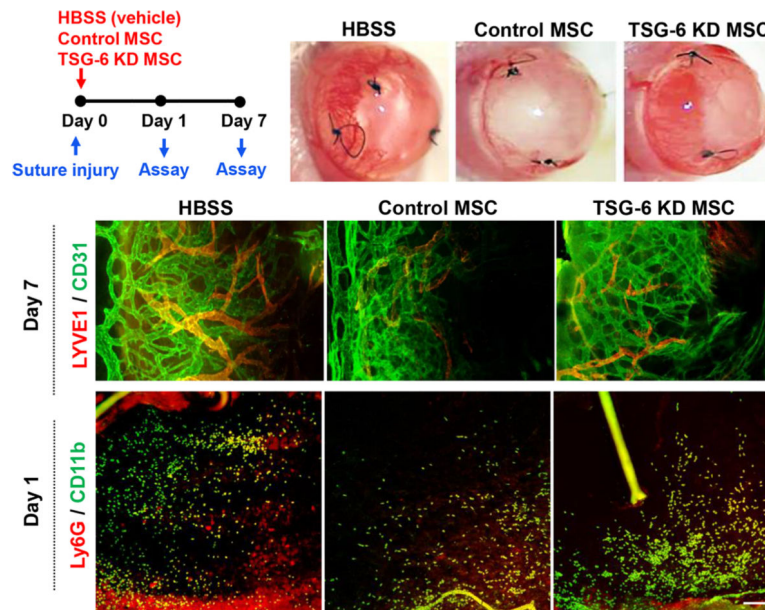 HBSS (vehicle)
Control MSC
TSG-6 KD MSC
Day 0 Day 1 Day 7
Suture injury Assay Assay
HBSS Control MSC TSG-6 KD MSC
HBSS Control MSC TSG-6 KD MSC
Day 7
LYVE1 / CD31
Day 1
Ly6G / CD11b